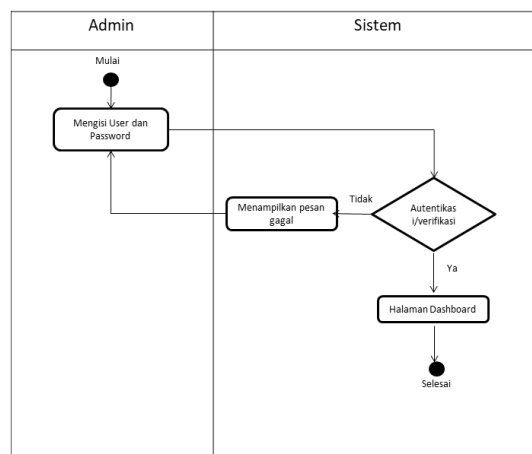 Admin
Sistem
Mulai
Mengisi User dan
Password
Menampilkan pesan
gagal
Tidak
Autentikas
i/verifikasi
Ya
Halaman Dashboard
Selesai